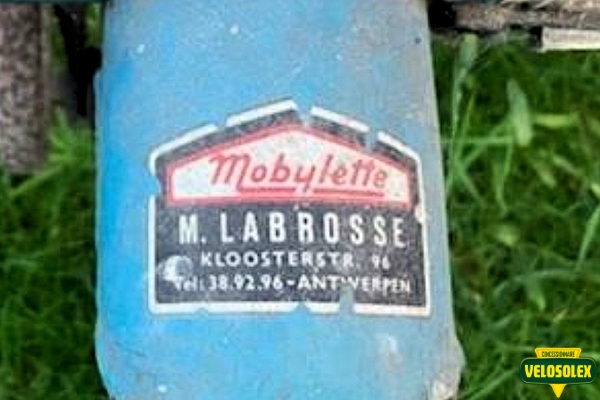 Mobylette
M. LABROSSE
KLOOSTERSTR. 96
Tel: 38.92.96-ANTWERPEN
CONCESSIONNAIRE
VELOSOLEX